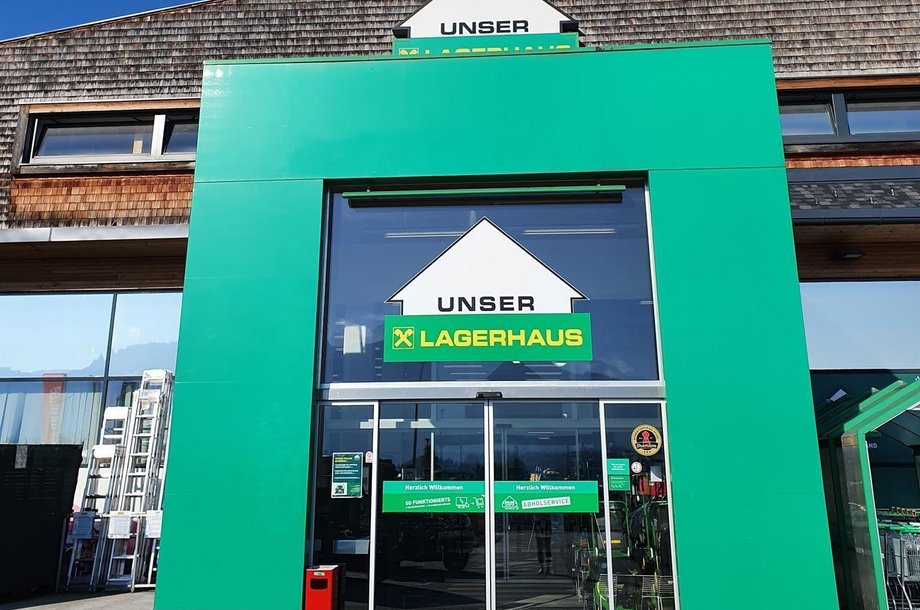 UNSER
LAGERHAUS
UNSER
LAGERHAUS
Herzlich Willkommen
SO FUNKTIONIERTS
Herzlich Willkommen
ABHOLSERVICE